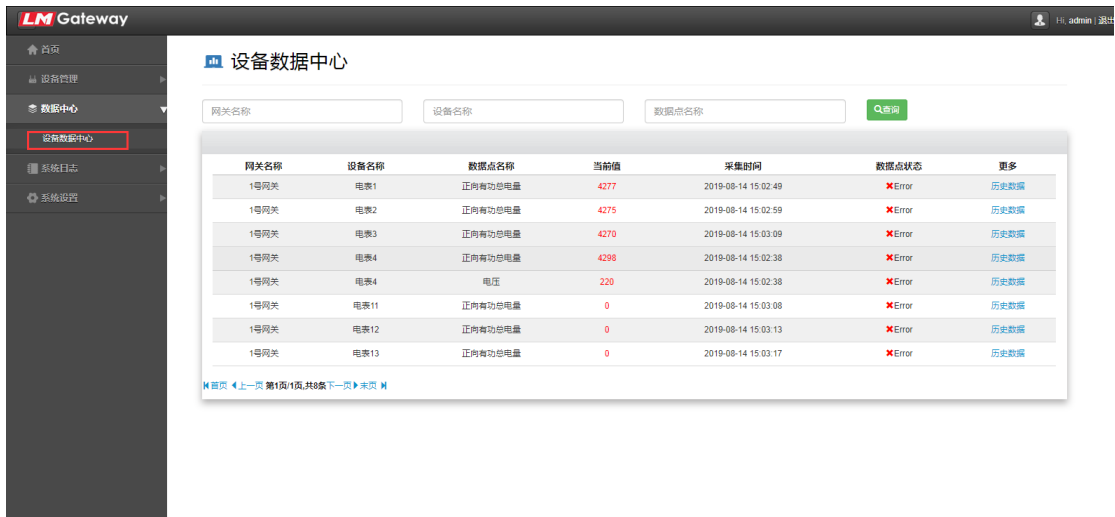 LM Gateway
Hi, admin | 退出
首页
设备管理
数据中心
设备数据中心
系统日志
系统设置
设备数据中心
网关名称 设备名称 数据点名称 查询
网关名称 设备名称 数据点名称 当前值 采集时间 数据点状态 更多
1号网关 电表1 正向有功总电量 4277 2019-08-14 15:02:49 Error 历史数据
1号网关 电表2 正向有功总电量 4275 2019-08-14 15:02:59 Error 历史数据
1号网关 电表3 正向有功总电量 4270 2019-08-14 15:03:09 Error 历史数据
1号网关 电表4 正向有功总电量 4298 2019-08-14 15:02:38 Error 历史数据
1号网关 电表4 电压 220 2019-08-14 15:02:38 Error 历史数据
1号网关 电表11 正向有功总电量 0 2019-08-14 15:03:08 Error 历史数据
1号网关 电表12 正向有功总电量 0 2019-08-14 15:03:13 Error 历史数据
1号网关 电表13 正向有功总电量 0 2019-08-14 15:03:17 Error 历史数据
首页 上一页 第1页/1页,共8条 下一页 末页